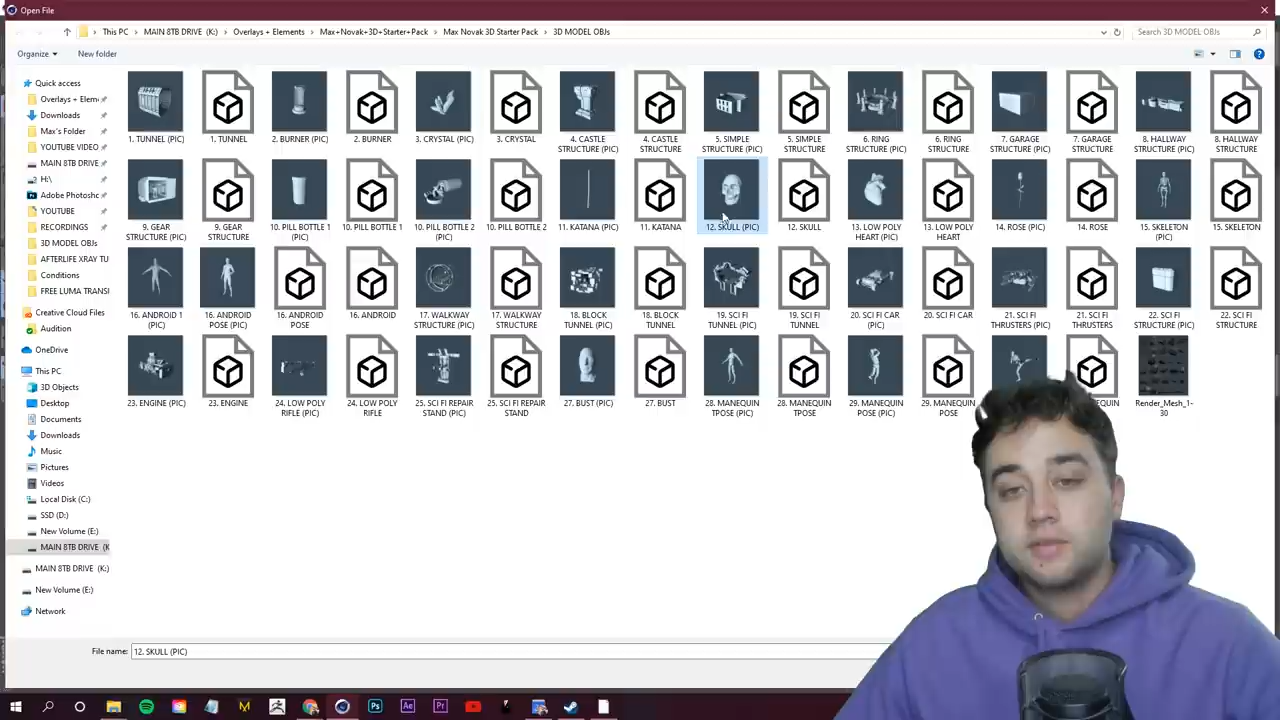 Open File
This PC > MAIN 8TB DRIVE (K:) > Overlays + Elements > Max+Novak+3D+Starter+Pack > Max Novak 3D Starter Pack > 3D MODEL OBJs
Search 3D MODEL OBJs
Organize
New folder
Quick access
Overlays + Elem
Downloads
Max's Folder
YOUTUBE VIDEO
MAIN 8TB DRIVE
H:\
Adobe Photosho
YOUTUBE
RECORDINGS
3D MODEL OBJs
AFTERLIFE XRAY TU
Conditions
FREE LUMA TRANSI
Creative Cloud Files
Audition
OneDrive
This PC
3D Objects
Desktop
Documents
Downloads
Music
Pictures
Videos
Local Disk (C:)
SSD (D:)
New Volume (E:)
MAIN 8TB DRIVE (K
MAIN 8TB DRIVE (K:)
New Volume (E:)
Network
1. TUNNEL (PIC)
1. TUNNEL
2. BURNER (PIC)
2. BURNER
3. CRYSTAL (PIC)
3. CRYSTAL
4. CASTLE
STRUCTURE (PIC)
4. CASTLE
STRUCTURE
5. SIMPLE
STRUCTURE (PIC)
5. SIMPLE
STRUCTURE
6. RING
STRUCTURE (PIC)
6. RING
STRUCTURE
7. GARAGE
STRUCTURE (PIC)
7. GARAGE
STRUCTURE
8. HALLWAY
STRUCTURE (PIC)
8. HALLWAY
STRUCTURE
9. GEAR
STRUCTURE (PIC)
9. GEAR
STRUCTURE
10. PILL BOTTLE 1
(PIC)
10. PILL BOTTLE 1
10. PILL BOTTLE 2
(PIC)
10. PILL BOTTLE 2
11. KATANA (PIC)
11. KATANA
12. SKULL (PIC)
12. SKULL
13. LOW POLY
HEART (PIC)
13. LOW POLY
HEART
14. ROSE (PIC)
14. ROSE
15. SKELETON
(PIC)
15. SKELETON
16. ANDROID 1
(PIC)
16. ANDROID
POSE (PIC)
16. ANDROID
POSE
16. ANDROID
17. WALKWAY
STRUCTURE (PIC)
17. WALKWAY
STRUCTURE
18. BLOCK
TUNNEL (PIC)
18. BLOCK
TUNNEL
19. SCI FI
TUNNEL (PIC)
19. SCI FI
TUNNEL
20. SCI FI CAR
(PIC)
20. SCI FI CAR
21. SCI FI
THRUSTERS (PIC)
21. SCI FI
THRUSTERS
22. SCI FI
STRUCTURE (PIC)
22. SCI FI
STRUCTURE
23. ENGINE (PIC)
23. ENGINE
24. LOW POLY
RIFLE (PIC)
24. LOW POLY
RIFLE
25. SCI FI REPAIR
STAND (PIC)
25. SCI FI REPAIR
STAND
27. BUST (PIC)
27. BUST
28. MANEQUIN
TPOSE (PIC)
28. MANEQUIN
TPOSE
29. MANEQUIN
POSE (PIC)
29. MANEQUIN
POSE
EQUIN
Render_Mesh_1-
30
File name:
12. SKULL (PIC)
Ps
Ae
Pr